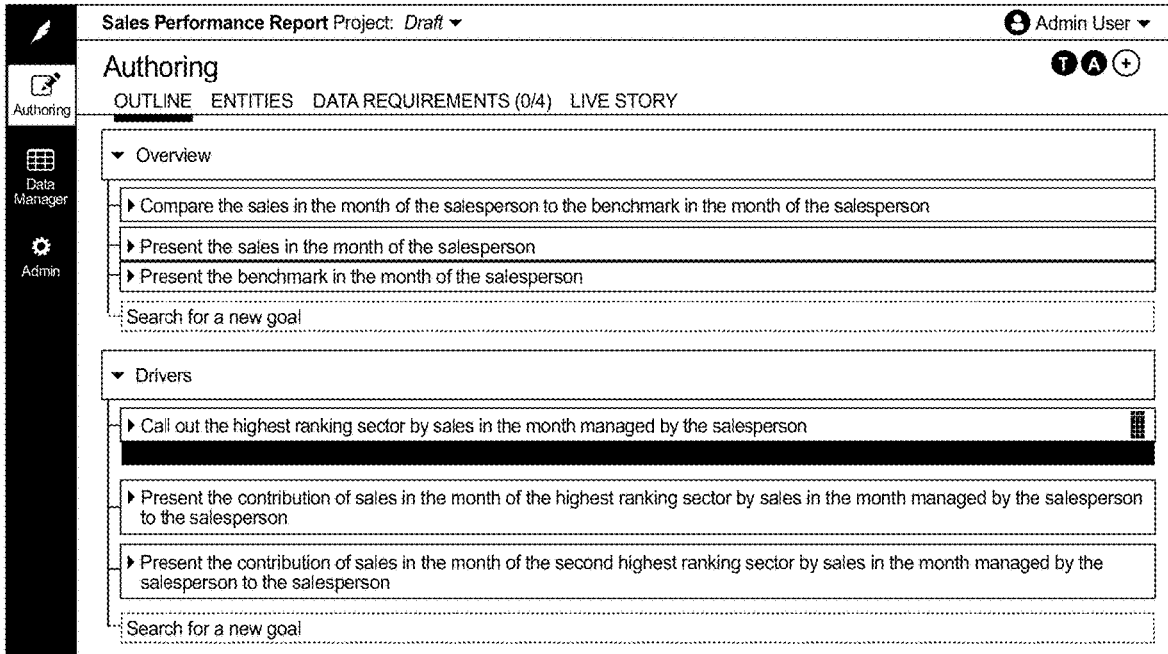 Sales Performance Report Project: Draft
Admin User
Authoring
T A +
OUTLINE ENTITIES DATA REQUIREMENTS (0/4) LIVE STORY
Authoring
Data
Manager
Admin
Overview
Compare the sales in the month of the salesperson to the benchmark in the month of the salesperson
Present the sales in the month of the salesperson
Present the benchmark in the month of the salesperson
Search for a new goal
Drivers
Call out the highest ranking sector by sales in the month managed by the salesperson
Present the contribution of sales in the month of the highest ranking sector by sales in the month managed by the salesperson
to the salesperson
Present the contribution of sales in the month of the second highest ranking sector by sales in the month managed by the
salesperson to the salesperson
Search for a new goal